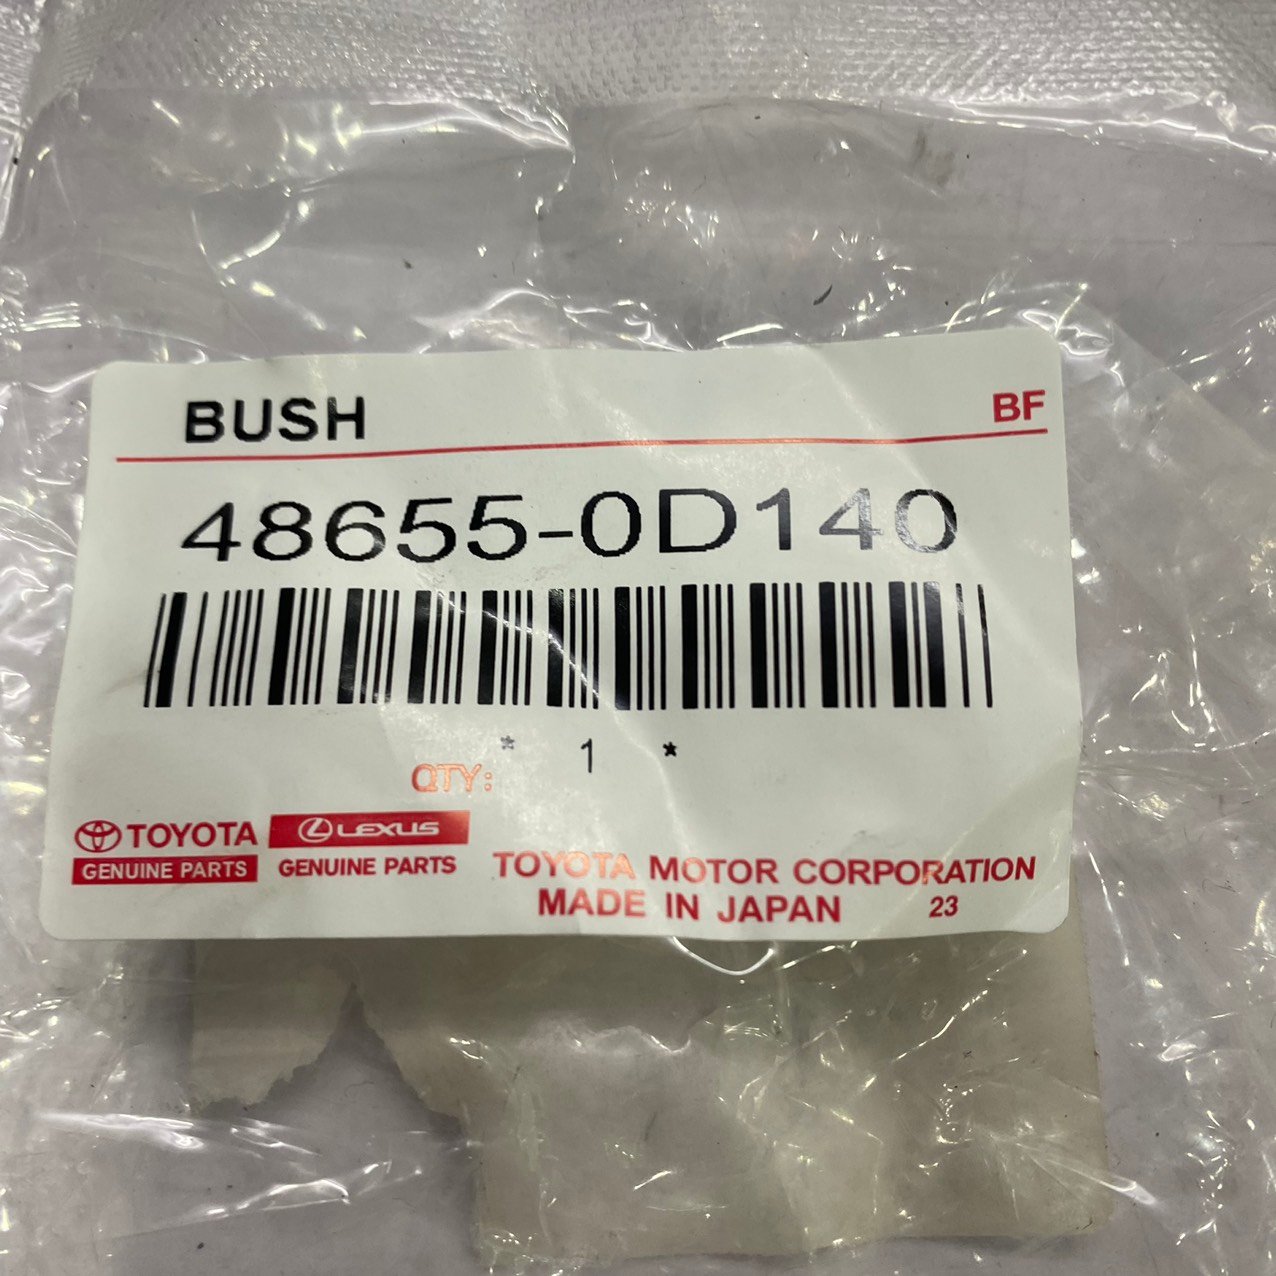 BUSH
BF
48655-0D140
QTY: * 1 *
TOYOTA
GENUINE PARTS
LEXUS
GENUINE PARTS
TOYOTA MOTOR CORPORATION
MADE IN JAPAN 23